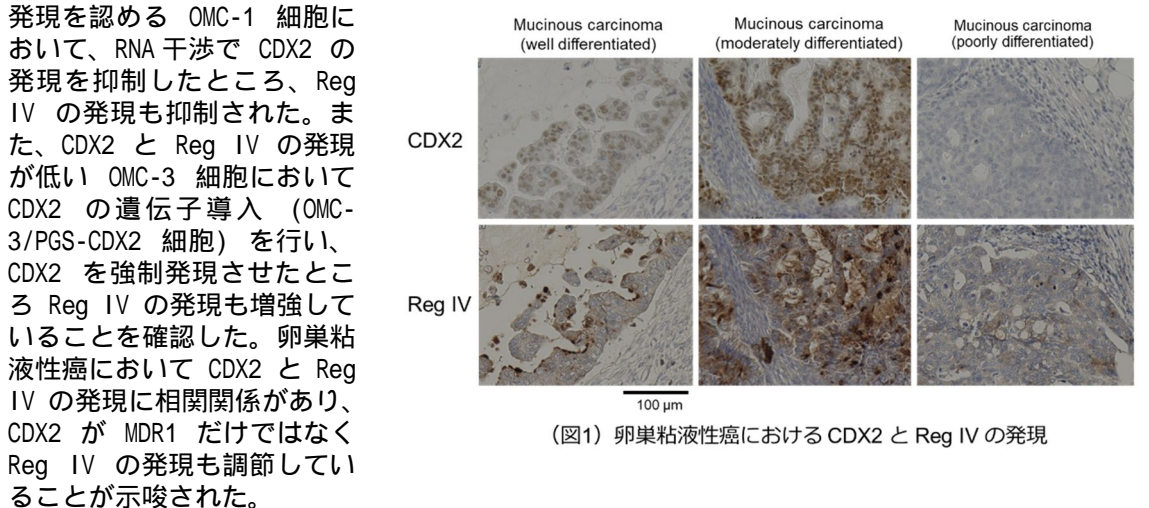 発現を認める OMC-1 細胞に
おいて、RNA 干渉で CDX2 の
発現を抑制したところ、Reg
IV の発現も抑制された。ま
た、CDX2 と Reg IV の発現
が低い OMC-3 細胞において
CDX2 の遺伝子導入 (OMC-
3/PGS-CDX2 細胞) を行い、
CDX2 を強制発現させたとこ
ろ Reg IV の発現も増強して
いることを確認した。卵巣粘
液性癌において CDX2 と Reg
IV の発現に相関関係があり、
CDX2 が MDR1 だけではなく
Reg IV の発現も調節してい
ることが示唆された。
Mucinous carcinoma
(well differentiated)
Mucinous carcinoma
(moderately differentiated)
Mucinous carcinoma
(poorly differentiated)
CDX2
Reg IV
100 μm
（図1）卵巣粘液性癌における CDX2 と Reg IV の発現